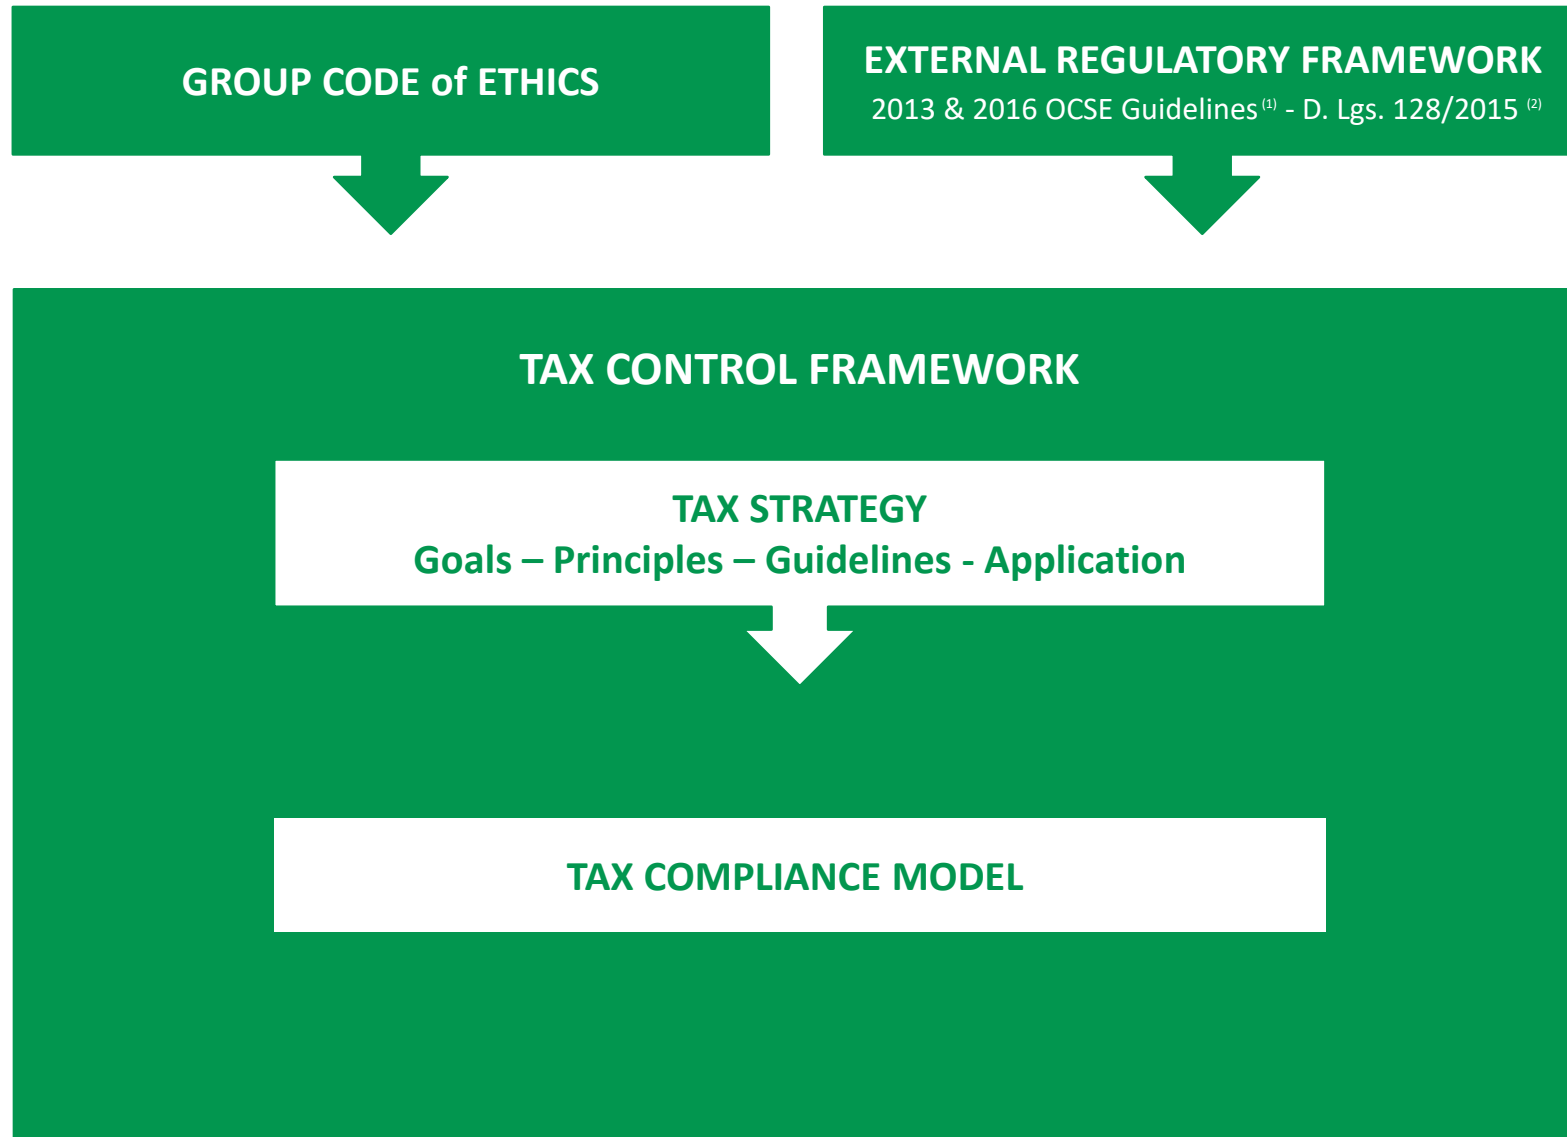 GROUP CODE of ETHICS
EXTERNAL REGULATORY FRAMEWORK
2013 & 2016 OCSE Guidelines (1) - D. Lgs. 128/2015 (2)
TAX CONTROL FRAMEWORK
TAX STRATEGY
Goals – Principles – Guidelines - Application
TAX COMPLIANCE MODEL